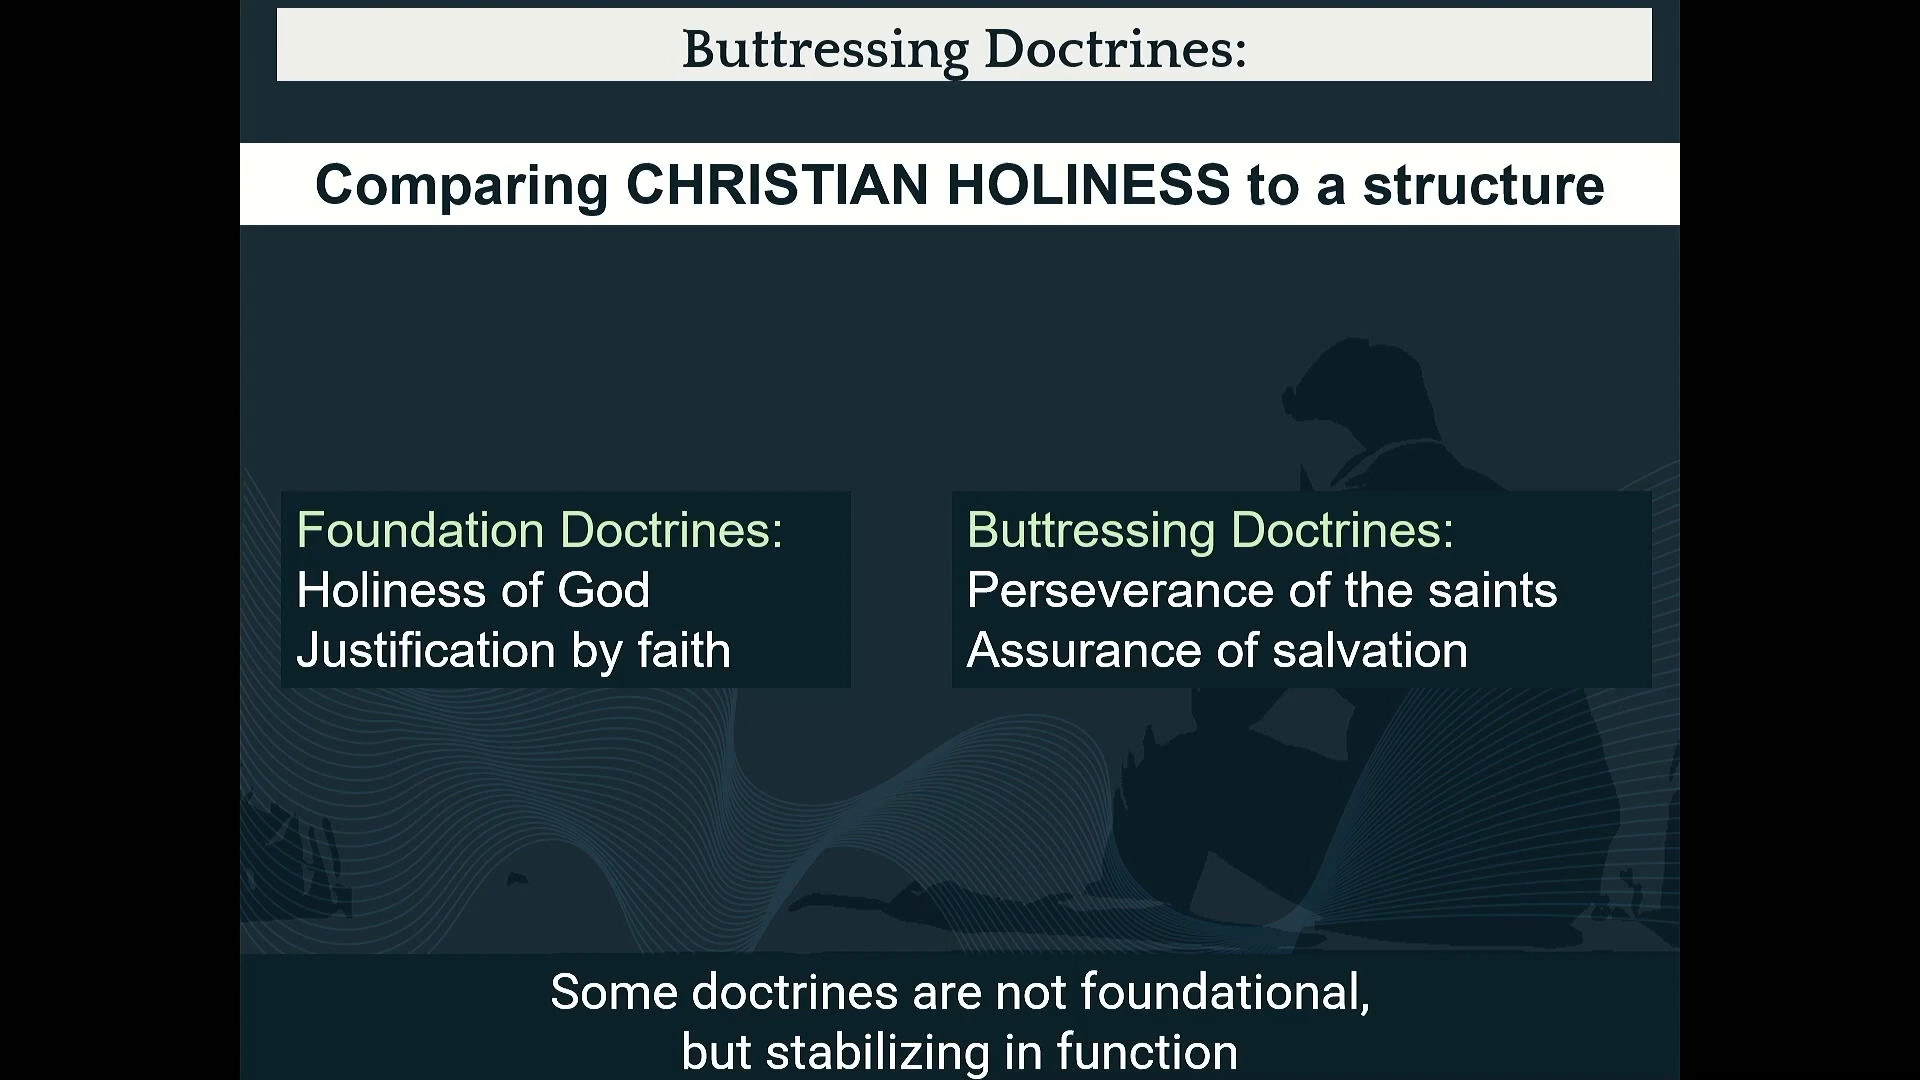 Buttressing Doctrines:
Comparing CHRISTIAN HOLINESS to a structure
Foundation Doctrines:
Holiness of God
Justification by faith
Buttressing Doctrines:
Perseverance of the saints
Assurance of salvation
Some doctrines are not foundational,
but stabilizing in function